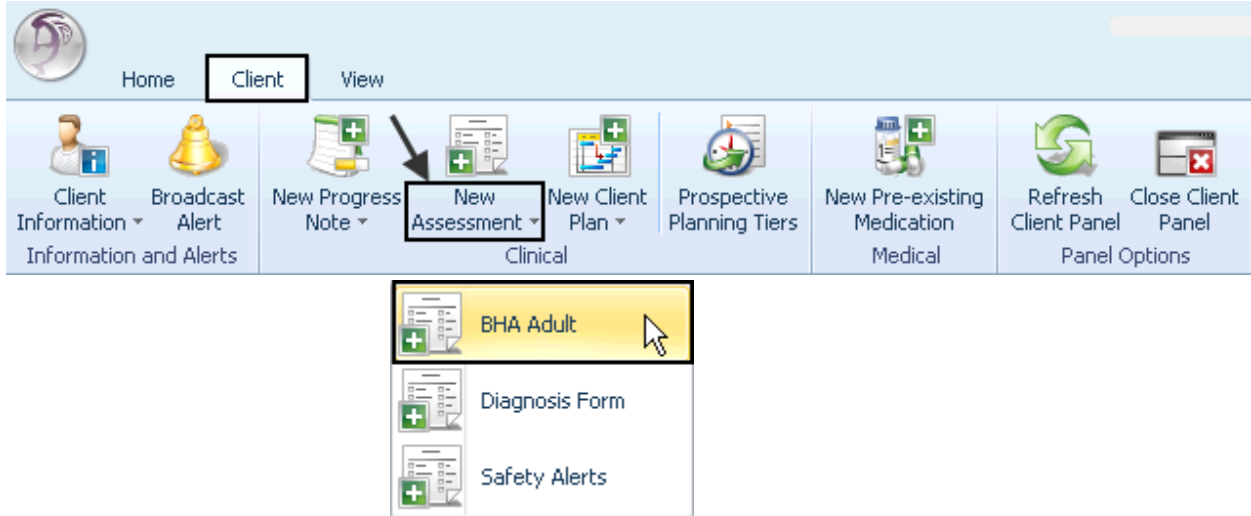 Home Client View
Client Broadcast New Progress New New Client Prospective New Pre-existing Refresh Close Client
Information Alert Note Assessment Plan Planning Tiers Medication Client Panel Panel
Information and Alerts Clinical Medical Panel Options
BHA Adult
Diagnosis Form
Safety Alerts